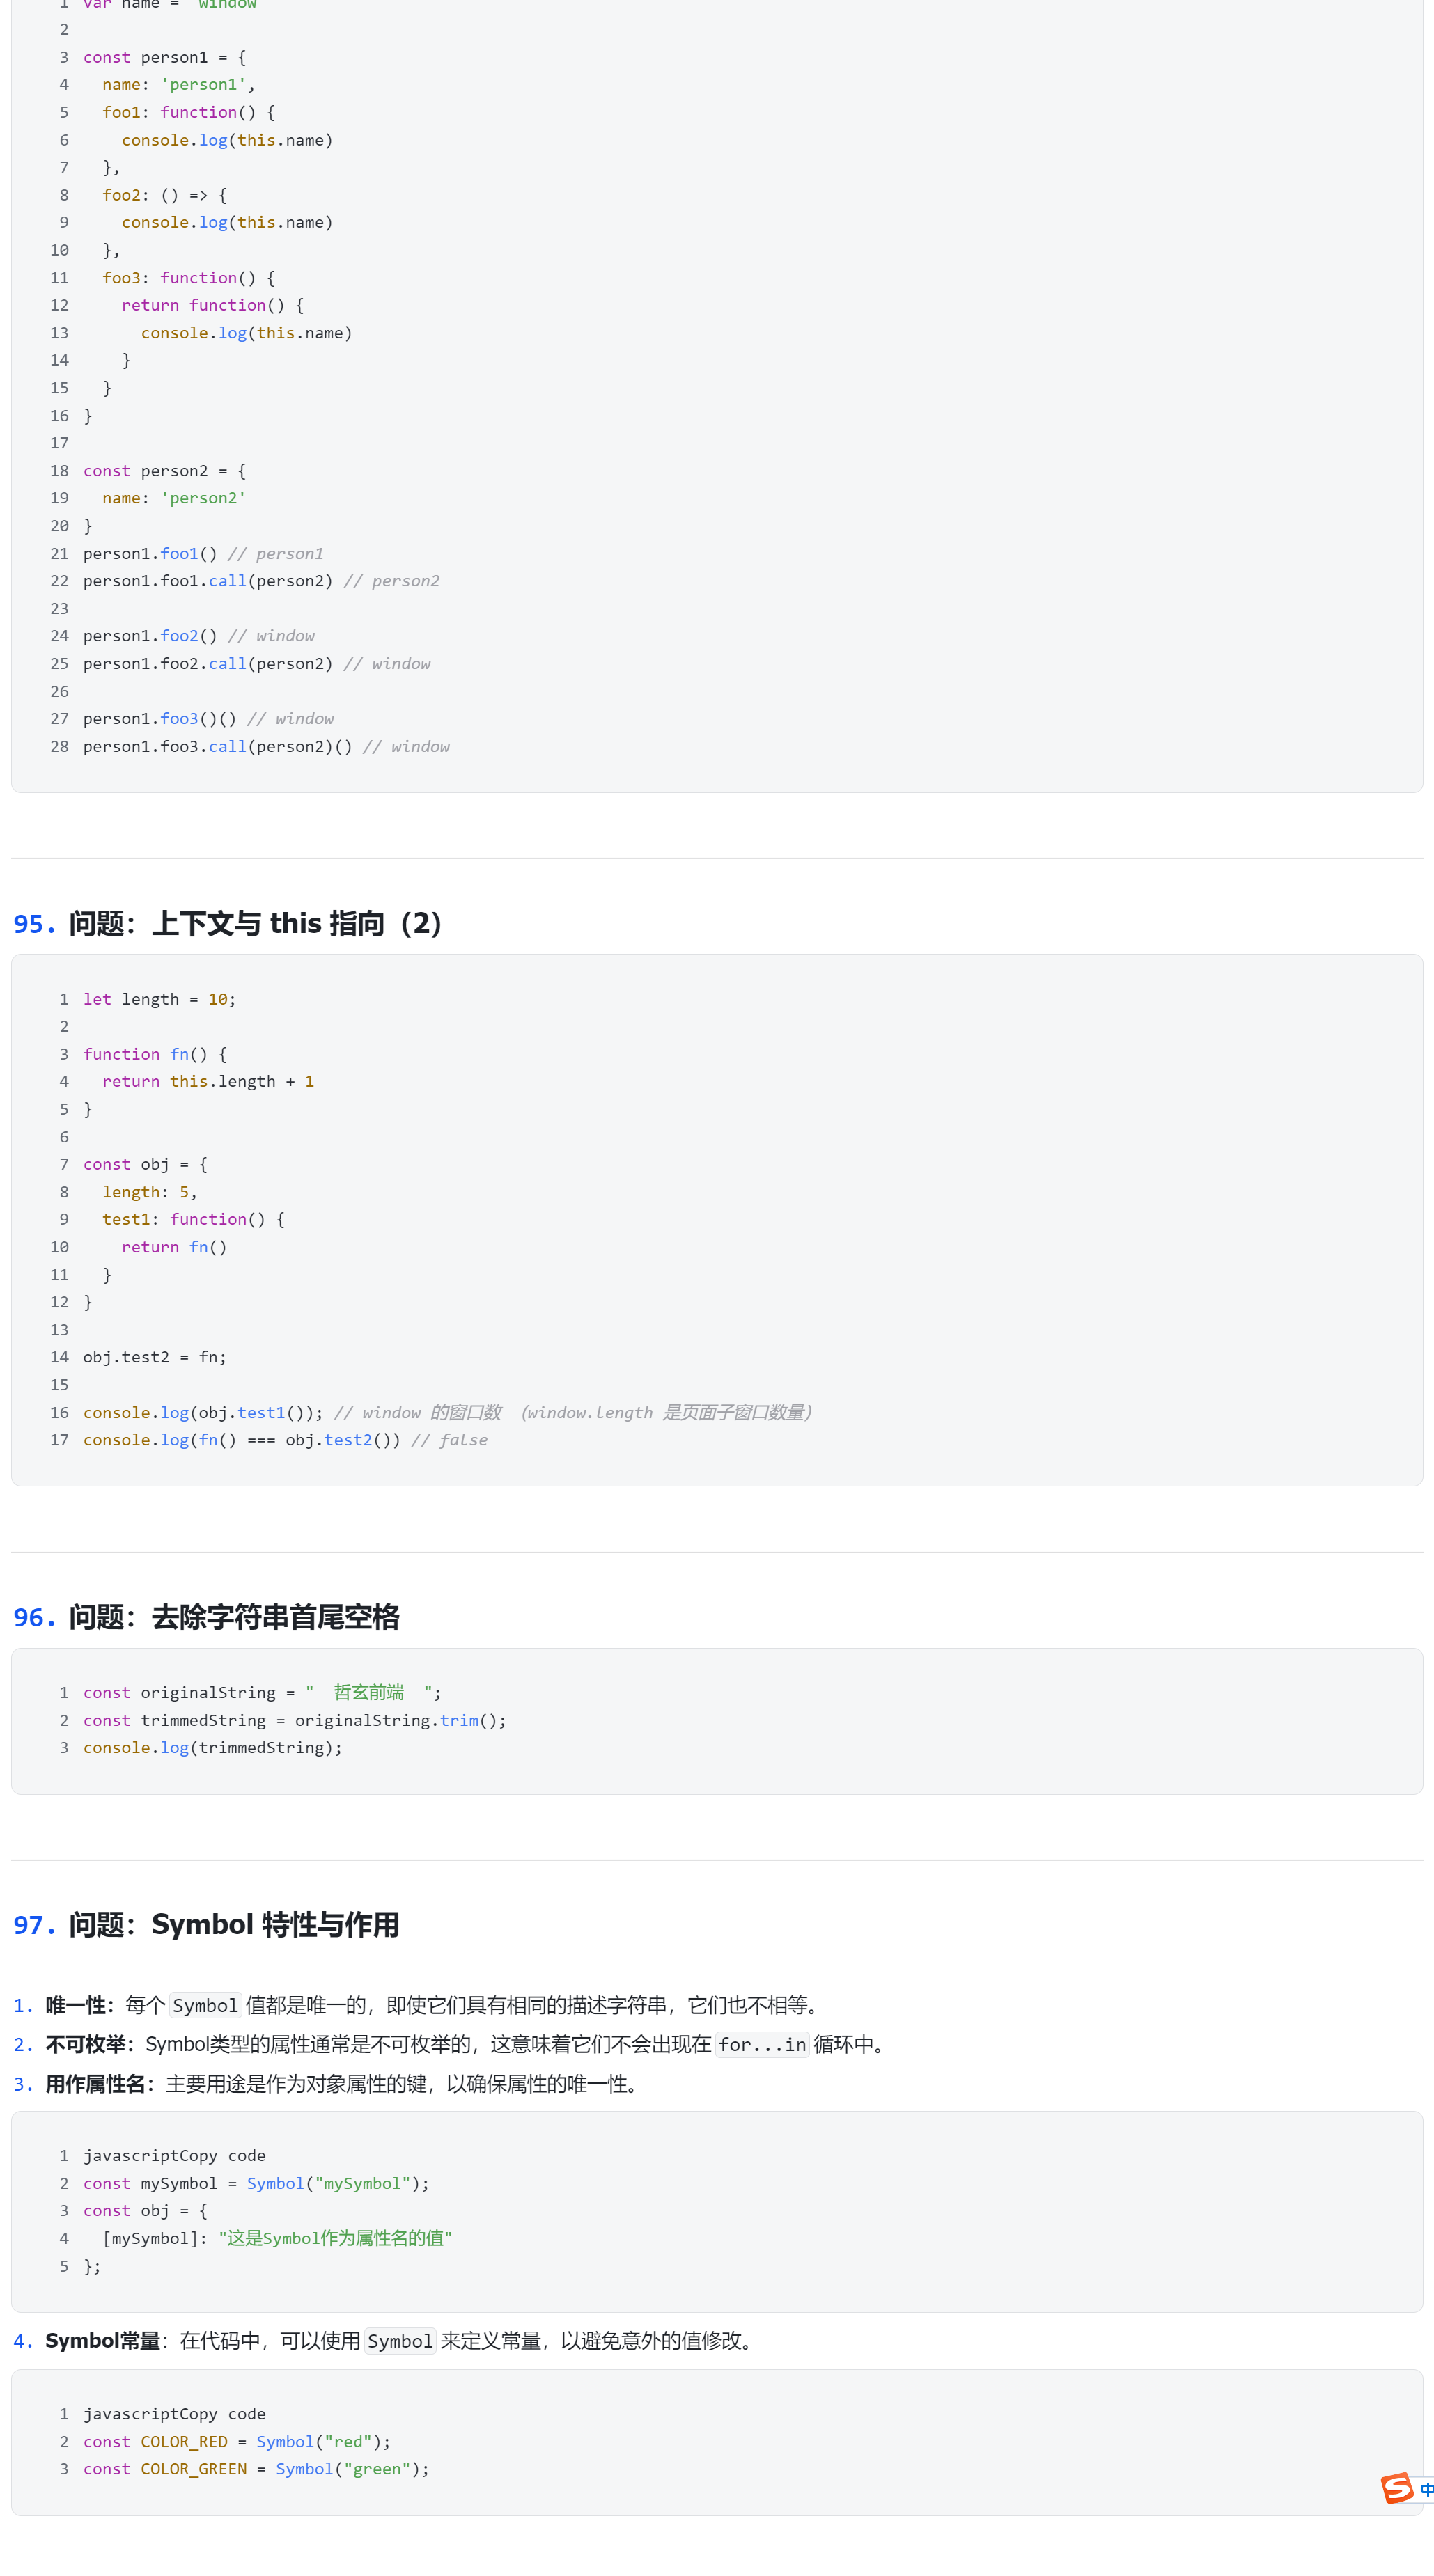 1 var name = 'window'
2
3 const person1 = {
4   name: 'person1',
5   foo1: function() {
6     console.log(this.name)
7   },
8   foo2: () => {
9     console.log(this.name)
10   },
11   foo3: function() {
12     return function() {
13       console.log(this.name)
14     }
15   }
16 }
17
18 const person2 = {
19   name: 'person2'
20 }
21 person1.foo1() // person1
22 person1.foo1.call(person2) // person2
23
24 person1.foo2() // window
25 person1.foo2.call(person2) // window
26
27 person1.foo3()() // window
28 person1.foo3.call(person2)() // window
95. 问题：上下文与 this 指向（2）
1 let length = 10;
2
3 function fn() {
4   return this.length + 1
5 }
6
7 const obj = {
8   length: 5,
9   test1: function() {
10     return fn()
11   }
12 }
13
14 obj.test2 = fn;
15
16 console.log(obj.test1()); // window 的窗口数 （window.length 是页面子窗口数量）
17 console.log(fn() === obj.test2()) // false
96. 问题：去除字符串首尾空格
1 const originalString = "  哲玄前端  ";
2 const trimmedString = originalString.trim();
3 console.log(trimmedString);
97. 问题：Symbol 特性与作用
1. 唯一性：每个 Symbol 值都是唯一的，即使它们具有相同的描述字符串，它们也不相等。
2. 不可枚举：Symbol类型的属性通常是不可枚举的，这意味着它们不会出现在 for...in 循环中。
3. 用作属性名：主要用途是作为对象属性的键，以确保属性的唯一性。
1 javascriptCopy code
2 const mySymbol = Symbol("mySymbol");
3 const obj = {
4   [mySymbol]: "这是Symbol作为属性名的值"
5 };
4. Symbol常量：在代码中，可以使用 Symbol 来定义常量，以避免意外的值修改。
1 javascriptCopy code
2 const COLOR_RED = Symbol("red");
3 const COLOR_GREEN = Symbol("green");
S 中